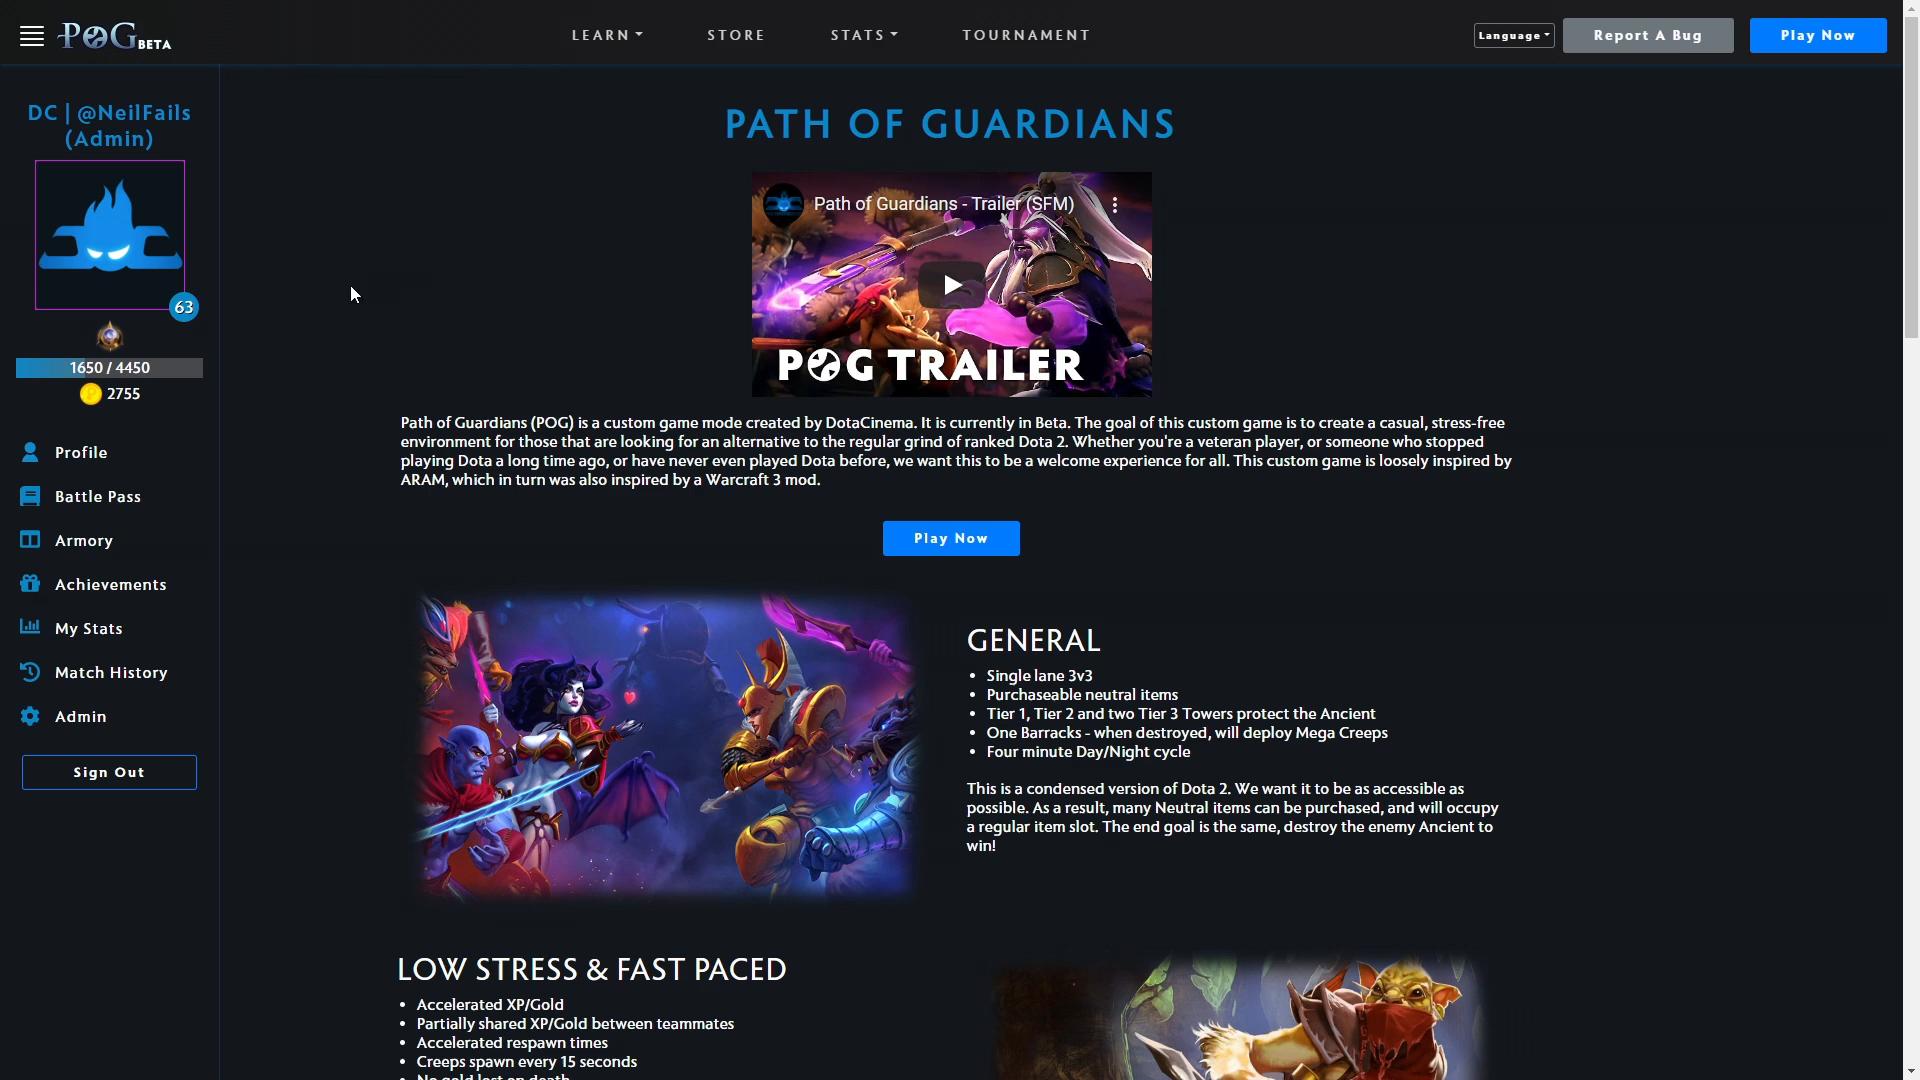 POG BETA
LEARN
STORE
STATS
TOURNAMENT
Language
Report A Bug
Play Now
DC | @NeilFails
(Admin)
63
1650 / 4450
2755
Profile
Battle Pass
Armory
Achievements
My Stats
Match History
Admin
Sign Out
PATH OF GUARDIANS
Path of Guardians - Trailer (SFM)
POG TRAILER
Path of Guardians (POG) is a custom game mode created by DotaCinema. It is currently in Beta. The goal of this custom game is to create a casual, stress-free
environment for those that are looking for an alternative to the regular grind of ranked Dota 2. Whether you're a veteran player, or someone who stopped
playing Dota a long time ago, or have never even played Dota before, we want this to be a welcome experience for all. This custom game is loosely inspired by
ARAM, which in turn was also inspired by a Warcraft 3 mod.
Play Now
GENERAL
• Single lane 3v3
• Purchaseable neutral items
• Tier 1, Tier 2 and two Tier 3 Towers protect the Ancient
• One Barracks - when destroyed, will deploy Mega Creeps
• Four minute Day/Night cycle
This is a condensed version of Dota 2. We want it to be as accessible as
possible. As a result, many Neutral items can be purchased, and will occupy
a regular item slot. The end goal is the same, destroy the enemy Ancient to
win!
LOW STRESS & FAST PACED
• Accelerated XP/Gold
• Partially shared XP/Gold between teammates
• Accelerated respawn times
• Creeps spawn every 15 seconds
• No gold lost on death